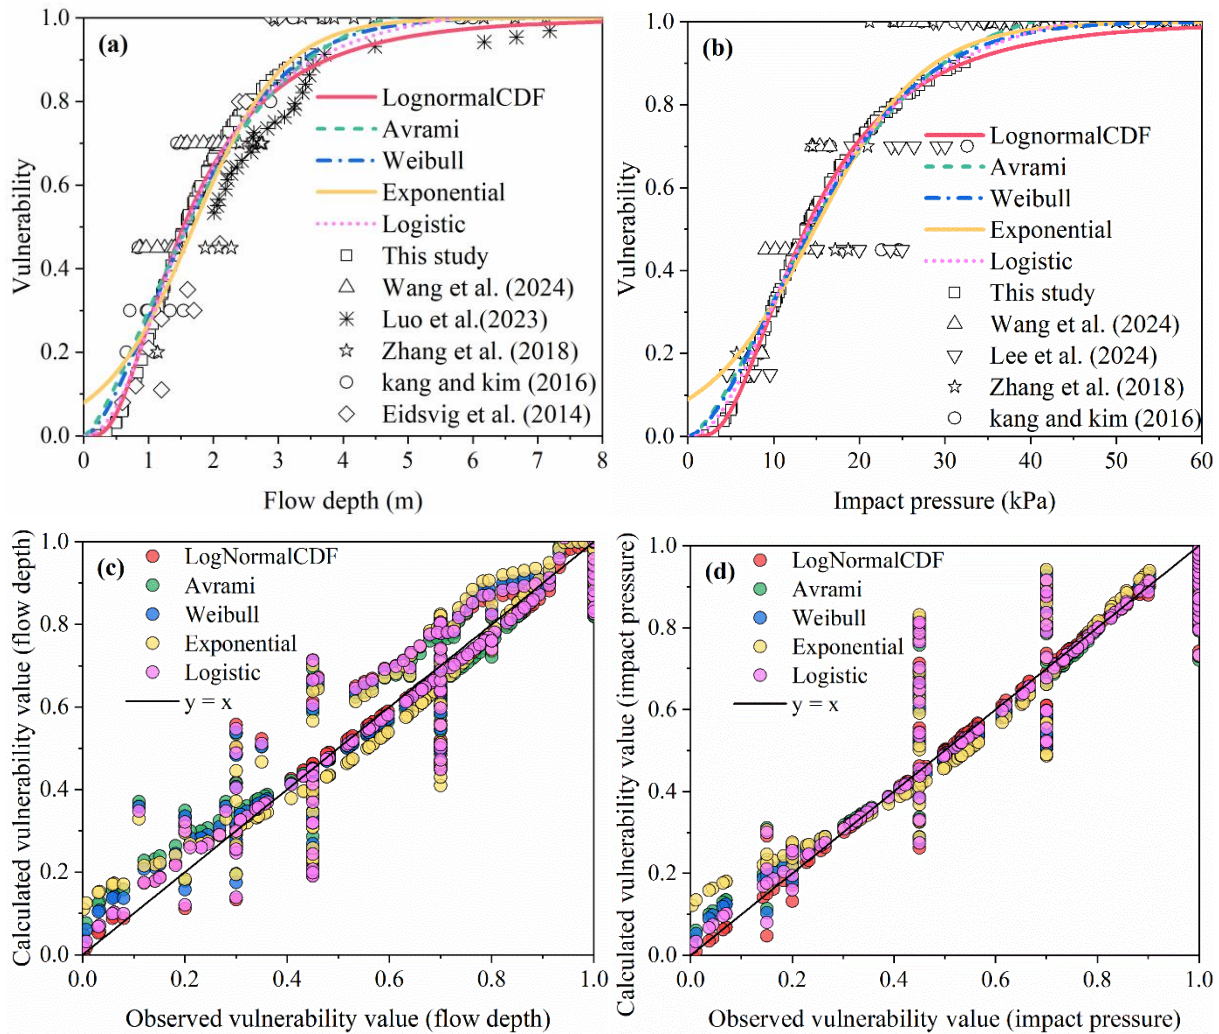 (a)
LognormalCDF
Avrami
Weibull
Exponential
Logistic
This study
Wang et al. (2024)
Luo et al.(2023)
Zhang et al. (2018)
kang and kim (2016)
Eidsvig et al. (2014)
Vulnerability
1.0
0.8
0.6
0.4
0.2
0.0
0 1 2 3 4 5 6 7 8
Flow depth (m)
(b)
LognormalCDF
Avrami
Weibull
Exponential
Logistic
This study
Wang et al. (2024)
Lee et al. (2024)
Zhang et al. (2018)
kang and kim (2016)
Vulnerability
1.0
0.8
0.6
0.4
0.2
0.0
0 10 20 30 40 50 60
Impact pressure (kPa)
(c)
LogNormalCDF
Avrami
Weibull
Exponential
Logistic
y = x
Calculated vulnerability value (flow depth)
1.0
0.8
0.6
0.4
0.2
0.0
0.0 0.2 0.4 0.6 0.8 1.0
Observed vulnerability value (flow depth)
(d)
LogNormalCDF
Avrami
Weibull
Exponential
Logistic
y = x
Calculated vulnerability value (impact pressure)
1.0
0.8
0.6
0.4
0.2
0.0
0.0 0.2 0.4 0.6 0.8 1.0
Observed vulnerability value (impact pressure)